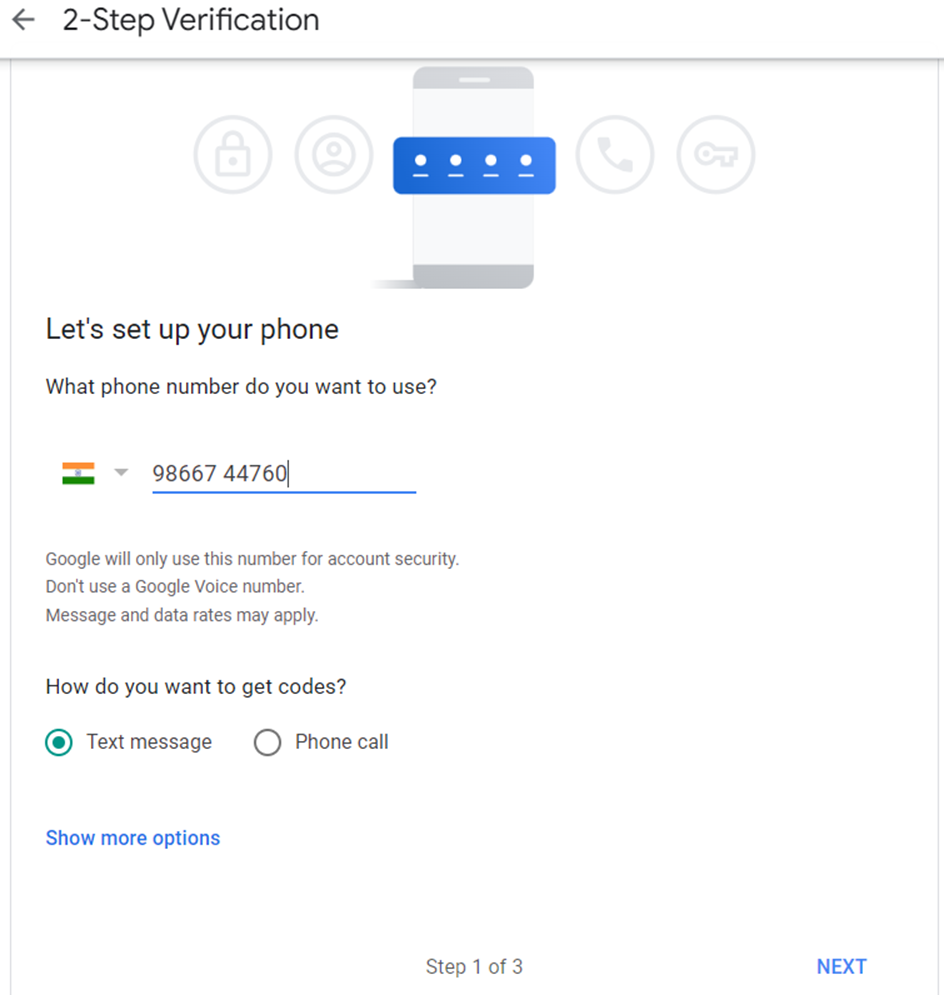 2-Step Verification
Let's set up your phone
What phone number do you want to use?
98667 44760
Google will only use this number for account security.
Don't use a Google Voice number.
Message and data rates may apply.
How do you want to get codes?
Text message Phone call
Show more options
Step 1 of 3 NEXT